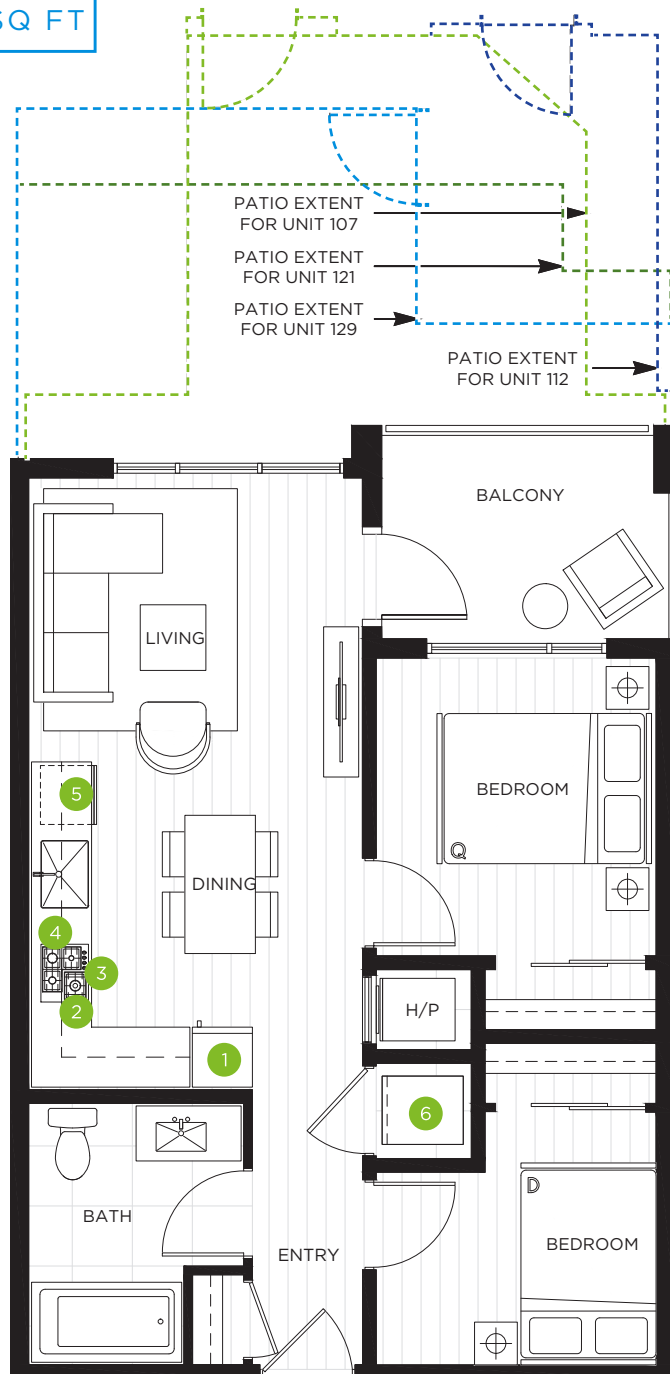 SQ FT
PATIO EXTENT
FOR UNIT 107
PATIO EXTENT
FOR UNIT 121
PATIO EXTENT
FOR UNIT 129
PATIO EXTENT
FOR UNIT 112
BALCONY
LIVING
BEDROOM
5
Q
DINING
4
3
2
H/P
1
6
D
BATH
BEDROOM
ENTRY